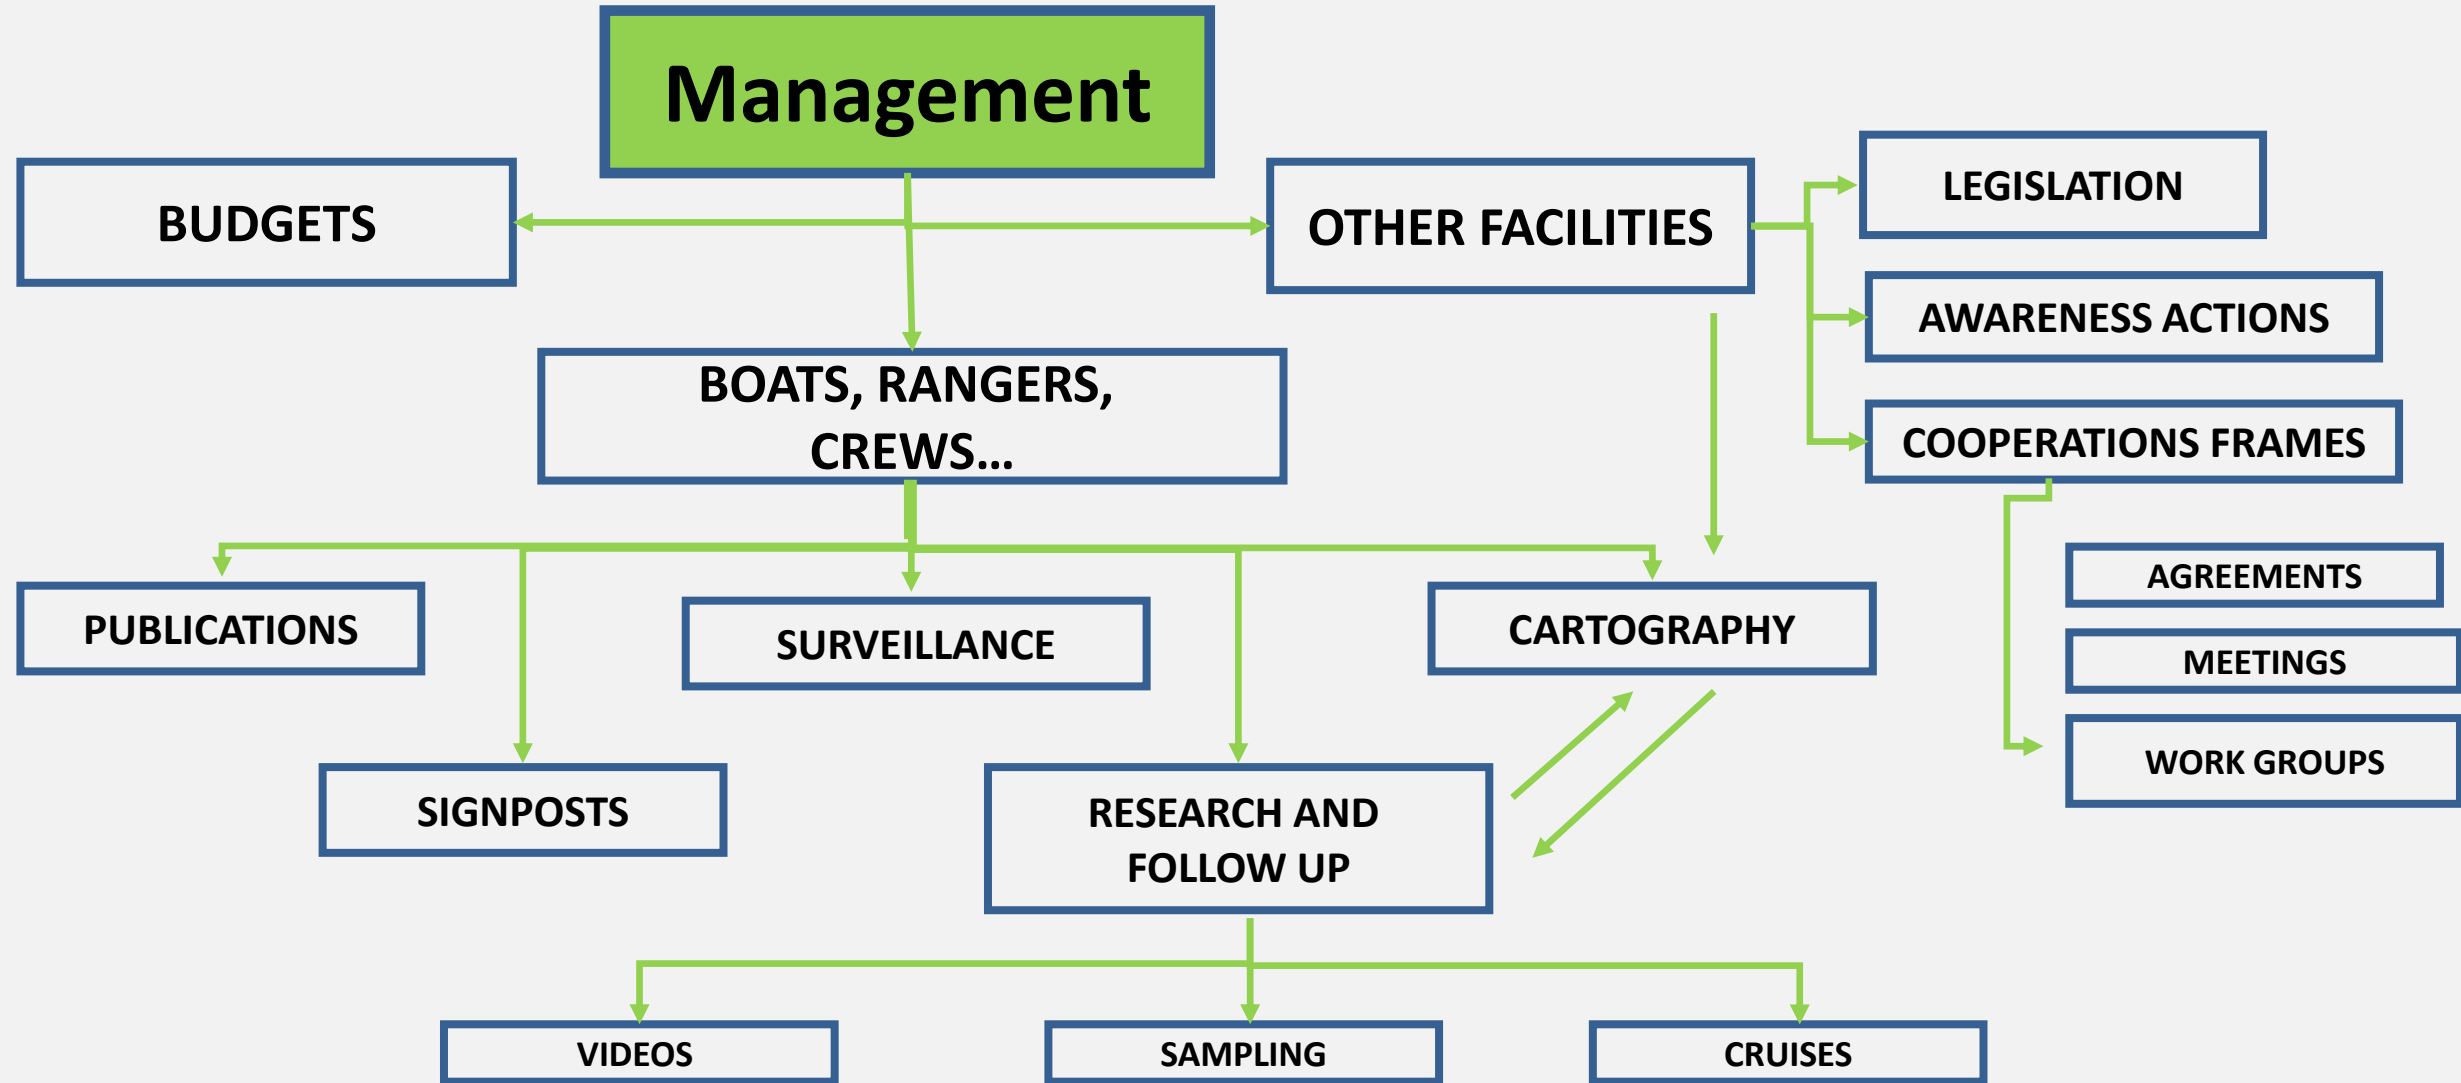 Management
BUDGETS
OTHER FACILITIES
LEGISLATION
AWARENESS ACTIONS
COOPERATIONS FRAMES
BOATS, RANGERS,
CREWS...
AGREEMENTS
MEETINGS
WORK GROUPS
PUBLICATIONS
SURVEILLANCE
CARTOGRAPHY
SIGNPOSTS
RESEARCH AND
FOLLOW UP
VIDEOS
SAMPLING
CRUISES